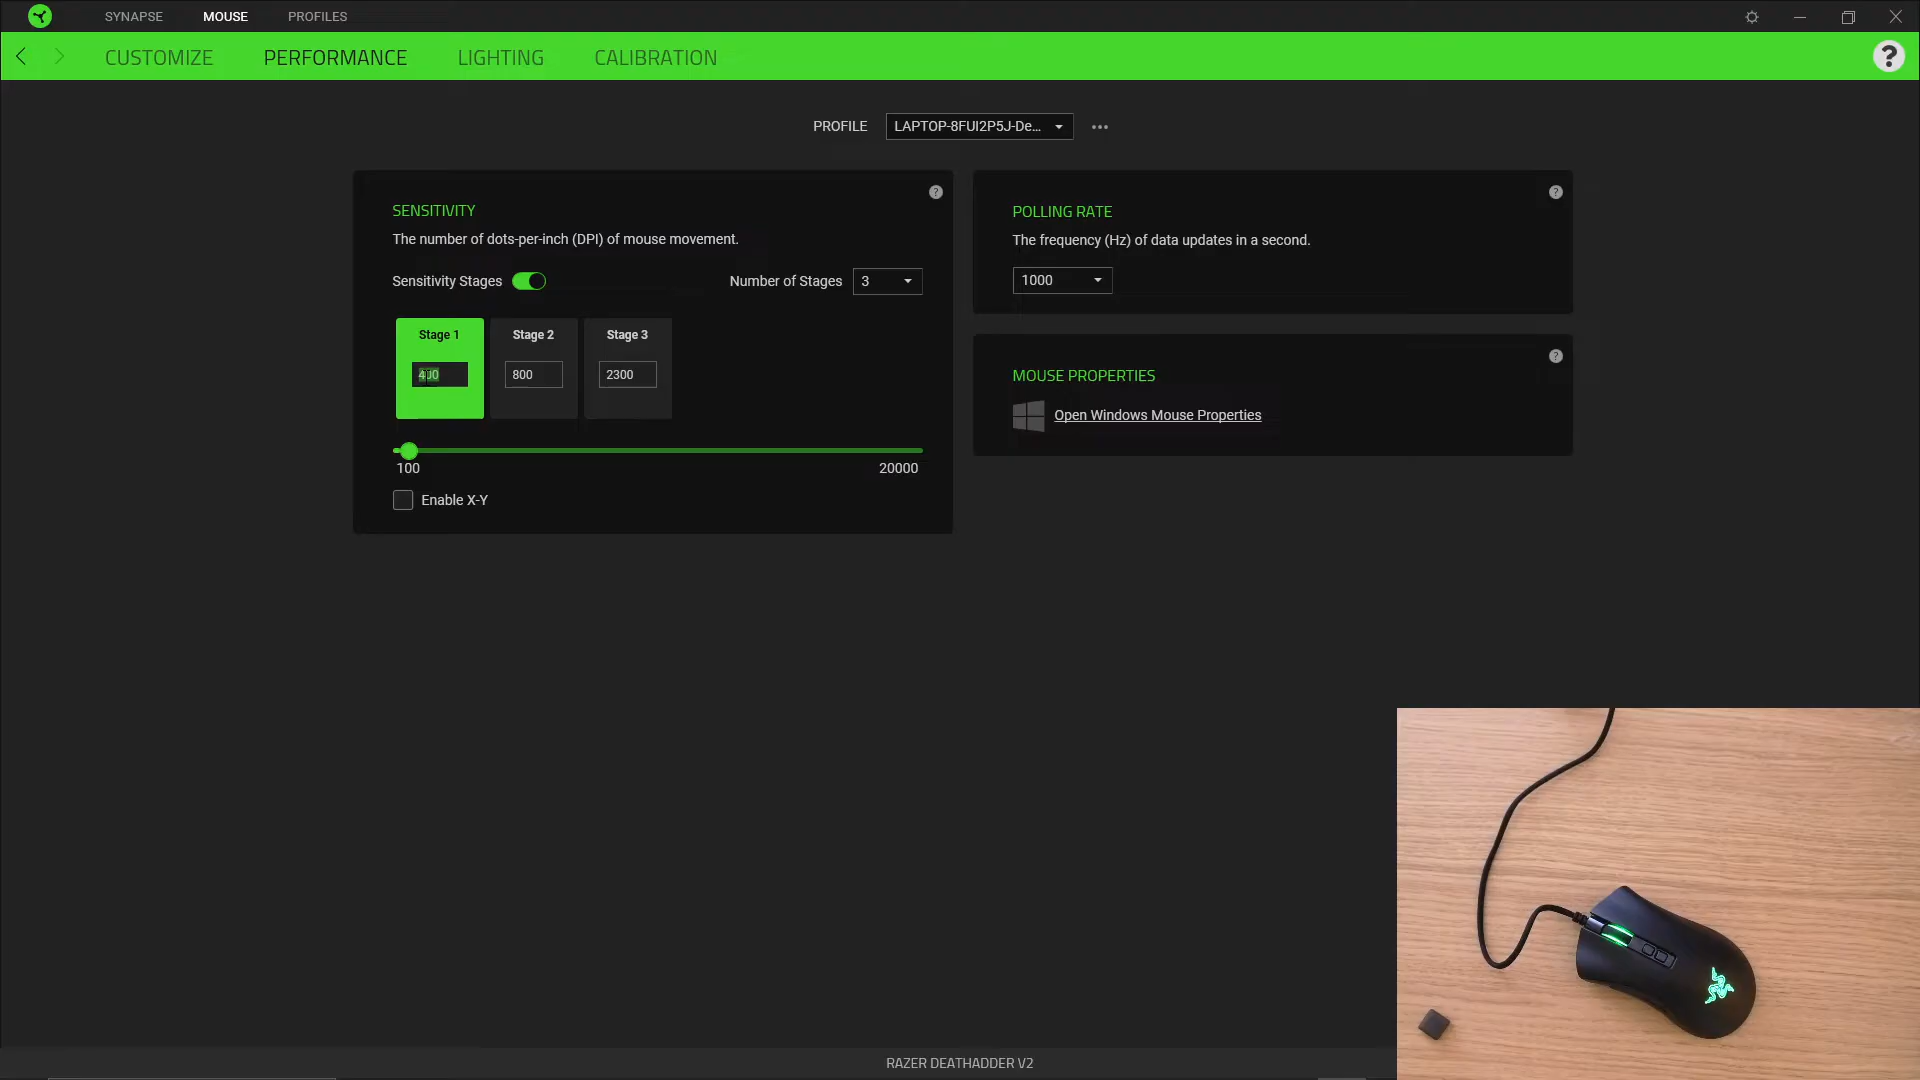 SYNAPSE MOUSE PROFILES
CUSTOMIZE PERFORMANCE LIGHTING CALIBRATION ?
PROFILE LAPTOP-8FUI2P5J-De... •••
SENSITIVITY ?
The number of dots-per-inch (DPI) of mouse movement.
Sensitivity Stages Number of Stages 3
Stage 1 Stage 2 Stage 3
400 800 2300
100 20000
Enable X-Y
POLLING RATE ?
The frequency (Hz) of data updates in a second.
1000
MOUSE PROPERTIES ?
Open Windows Mouse Properties
RAZER DEATHADDER V2